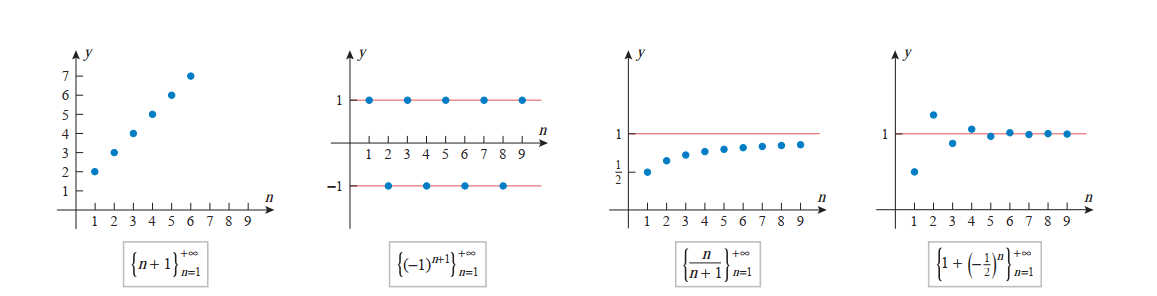 y
7
6
5
4
3
2
1
n
1 2 3 4 5 6 7 8 9
{n + 1}^{+∞}_{n=1}
y
1
n
1 2 3 4 5 6 7 8 9
−1
{(−1)^{n+1}}^{+∞}_{n=1}
y
1
1/2
n
1 2 3 4 5 6 7 8 9
{n/(n + 1)}^{+∞}_{n=1}
y
1
n
1 2 3 4 5 6 7 8 9
{1 + (−1/2)^n}^{+∞}_{n=1}